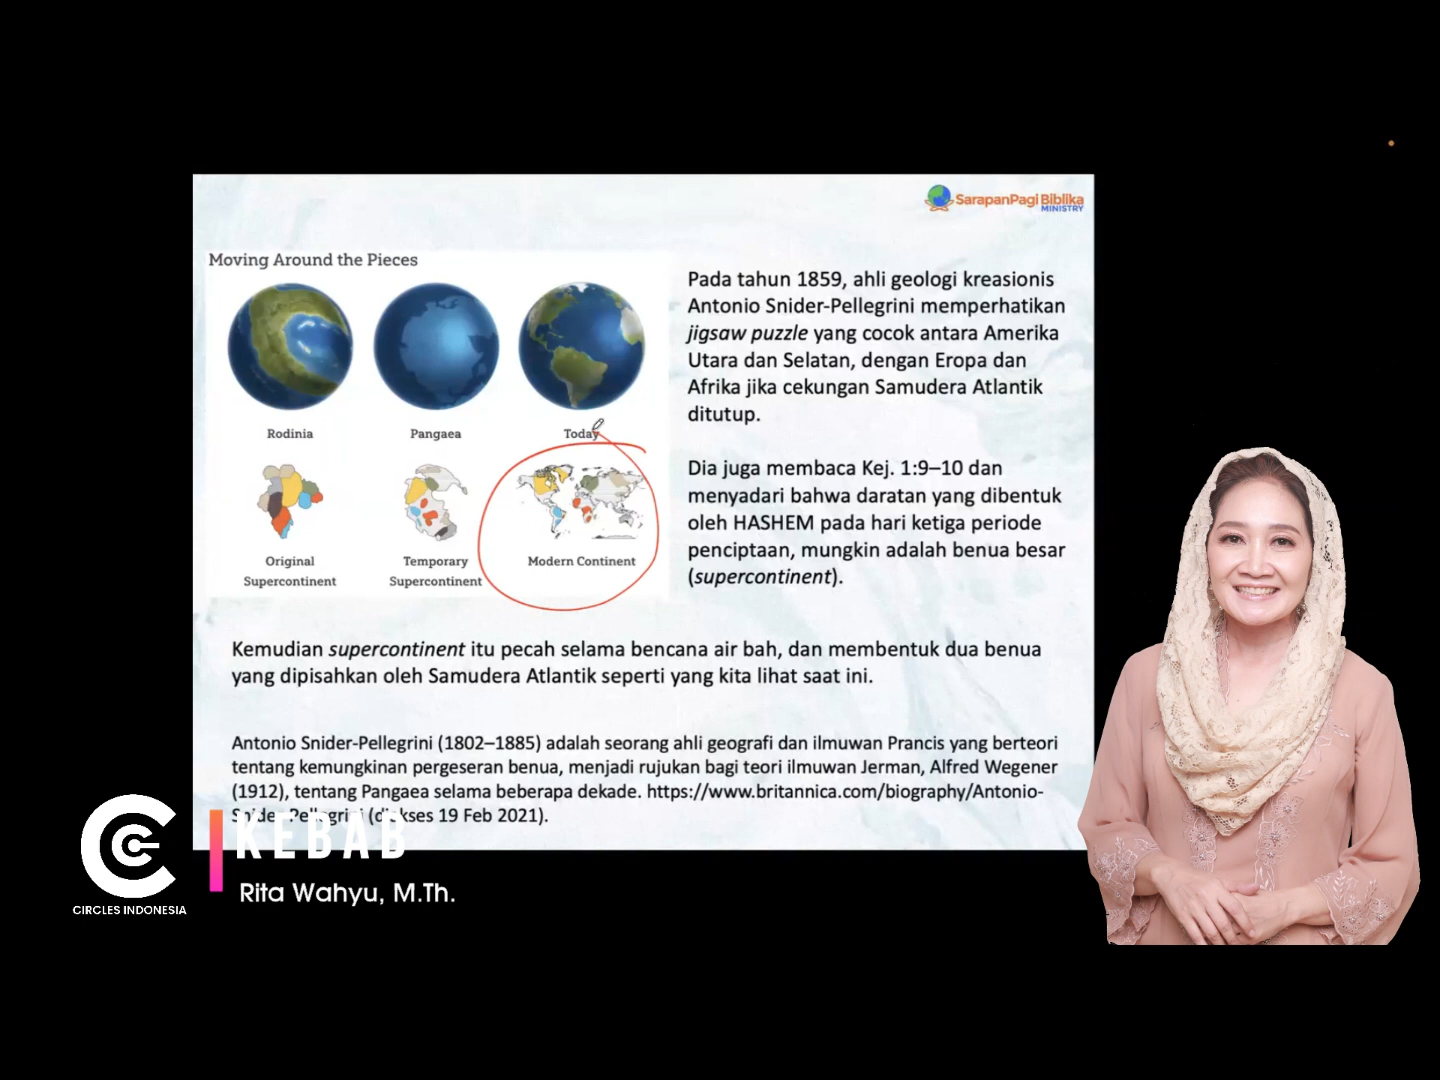 SarapanPagi Biblika
MINISTRY
Moving Around the Pieces
Rodinia
Pangaea
Today
Original
Supercontinent
Temporary
Supercontinent
Modern Continent
Pada tahun 1859, ahli geologi kreasionis
Antonio Snider-Pellegrini memperhatikan
jigsaw puzzle yang cocok antara Amerika
Utara dan Selatan, dengan Eropa dan
Afrika jika cekungan Samudera Atlantik
ditutup.
Dia juga membaca Kej. 1:9–10 dan
menyadari bahwa daratan yang dibentuk
oleh HASHEM pada hari ketiga periode
penciptaan, mungkin adalah benua besar
(supercontinent).
Kemudian supercontinent itu pecah selama bencana air bah, dan membentuk dua benua
yang dipisahkan oleh Samudera Atlantik seperti yang kita lihat saat ini.
Antonio Snider-Pellegrini (1802–1885) adalah seorang ahli geografi dan ilmuwan Prancis yang berteori
tentang kemungkinan pergeseran benua, menjadi rujukan bagi teori ilmuwan Jerman, Alfred Wegener
(1912), tentang Pangaea selama beberapa dekade. https://www.britannica.com/biography/Antonio-
Snider-Pellegrini (diakses 19 Feb 2021).
KEBAB
Rita Wahyu, M.Th.
CIRCLES INDONESIA